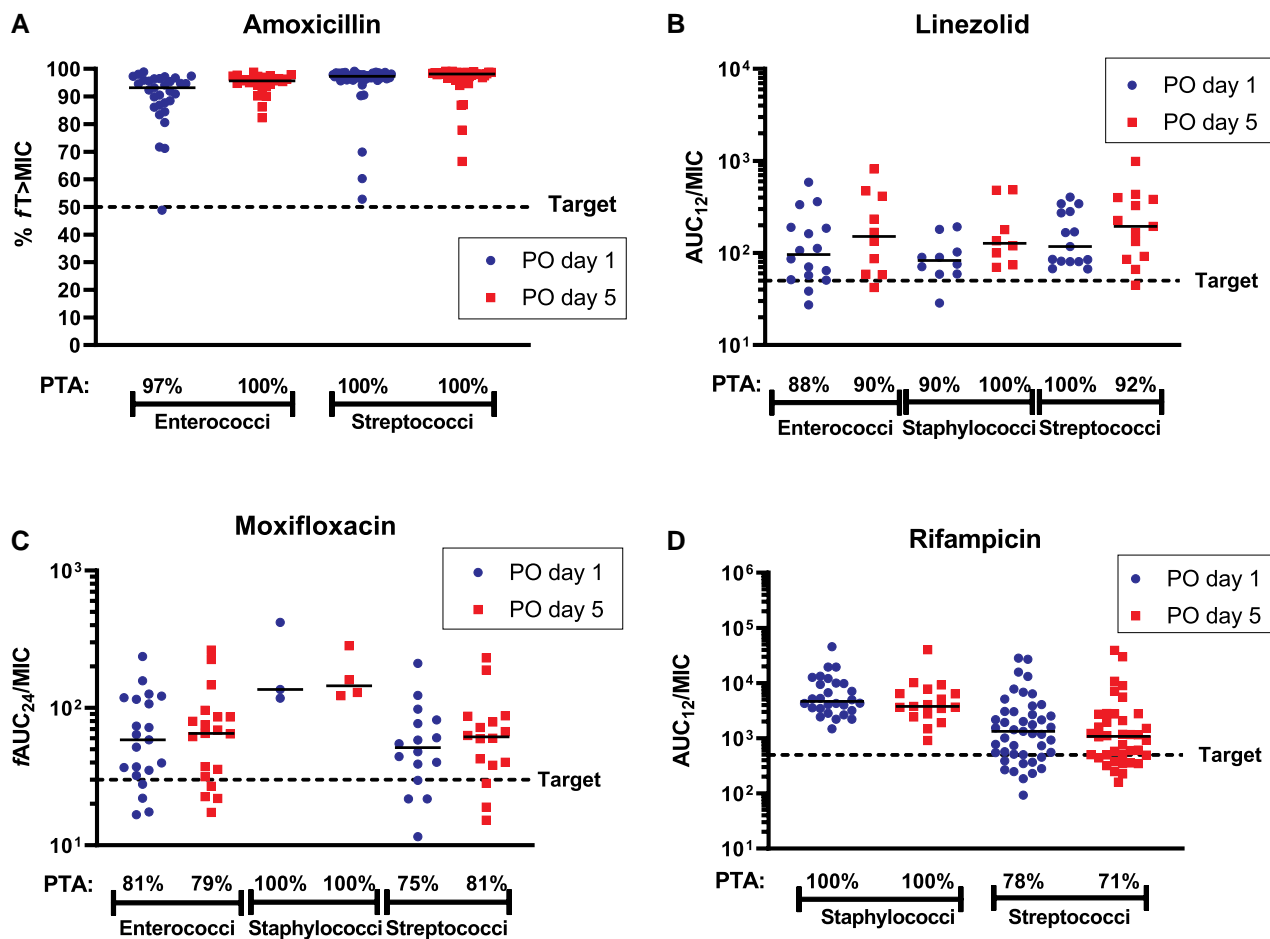 A
Amoxicillin
% fT>MIC
100
90
80
70
60
50
40
30
20
10
0
Target
PO day 1
PO day 5
PTA:
97% 100% 100% 100%
Enterococci Streptococci
B
Linezolid
AUC12/MIC
10^4
10^3
10^2
10^1
PO day 1
PO day 5
Target
PTA:
88% 90% 90% 100% 100% 92%
Enterococci Staphylococci Streptococci
C
Moxifloxacin
fAUC24/MIC
10^3
10^2
10^1
PO day 1
PO day 5
Target
PTA:
81% 79% 100% 100% 75% 81%
Enterococci Staphylococci Streptococci
D
Rifampicin
AUC12/MIC
10^6
10^5
10^4
10^3
10^2
10^1
PO day 1
PO day 5
Target
PTA:
100% 100% 78% 71%
Staphylococci Streptococci